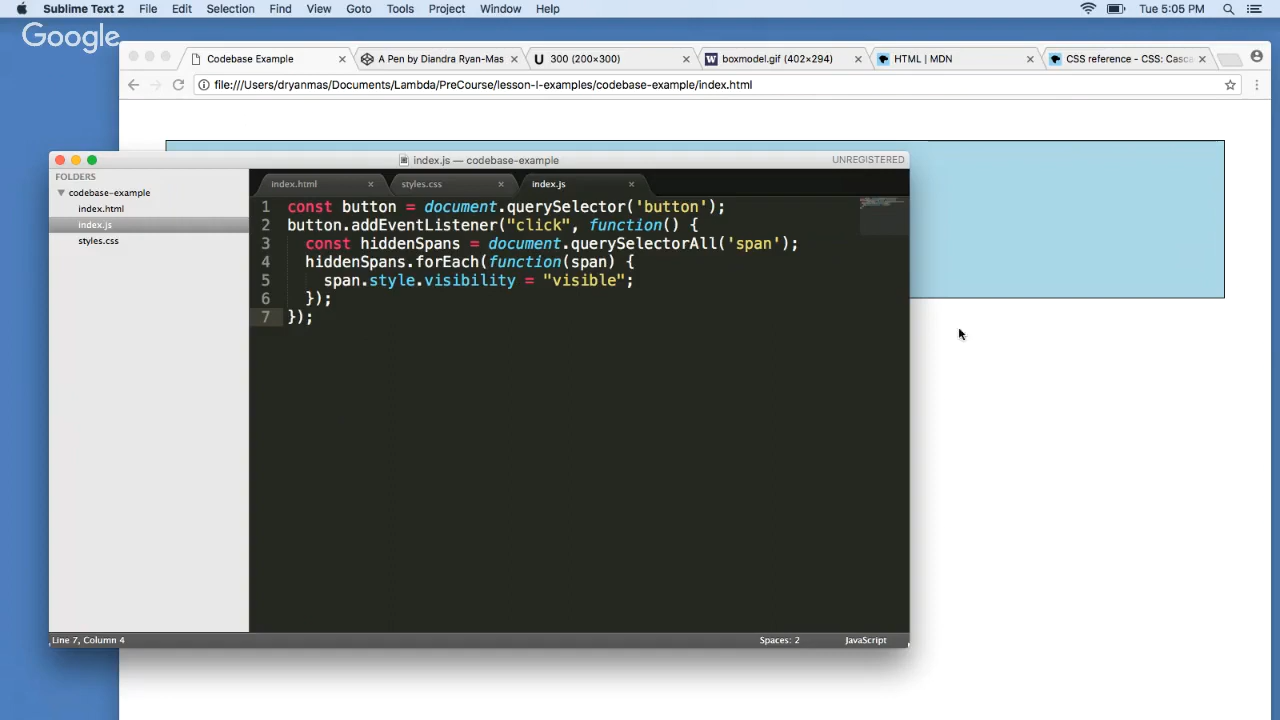 Sublime Text 2 File Edit Selection Find View Goto Tools Project Window Help Tue 5:05 PM
Google
Codebase Example A Pen by Diandra Ryan-Mas 300 (200×300) boxmodel.gif (402×294) HTML | MDN CSS reference - CSS: Casca
file:///Users/dryanmas/Documents/Lambda/PreCourse/lesson-I-examples/codebase-example/index.html
index.js — codebase-example UNREGISTERED
FOLDERS
codebase-example
index.html
index.js
styles.css
index.html styles.css index.js
1 const button = document.querySelector('button');
2 button.addEventListener("click", function() {
3 const hiddenSpans = document.querySelectorAll('span');
4 hiddenSpans.forEach(function(span) {
5 span.style.visibility = "visible";
6 });
7 });
Line 7, Column 4 Spaces: 2 JavaScript